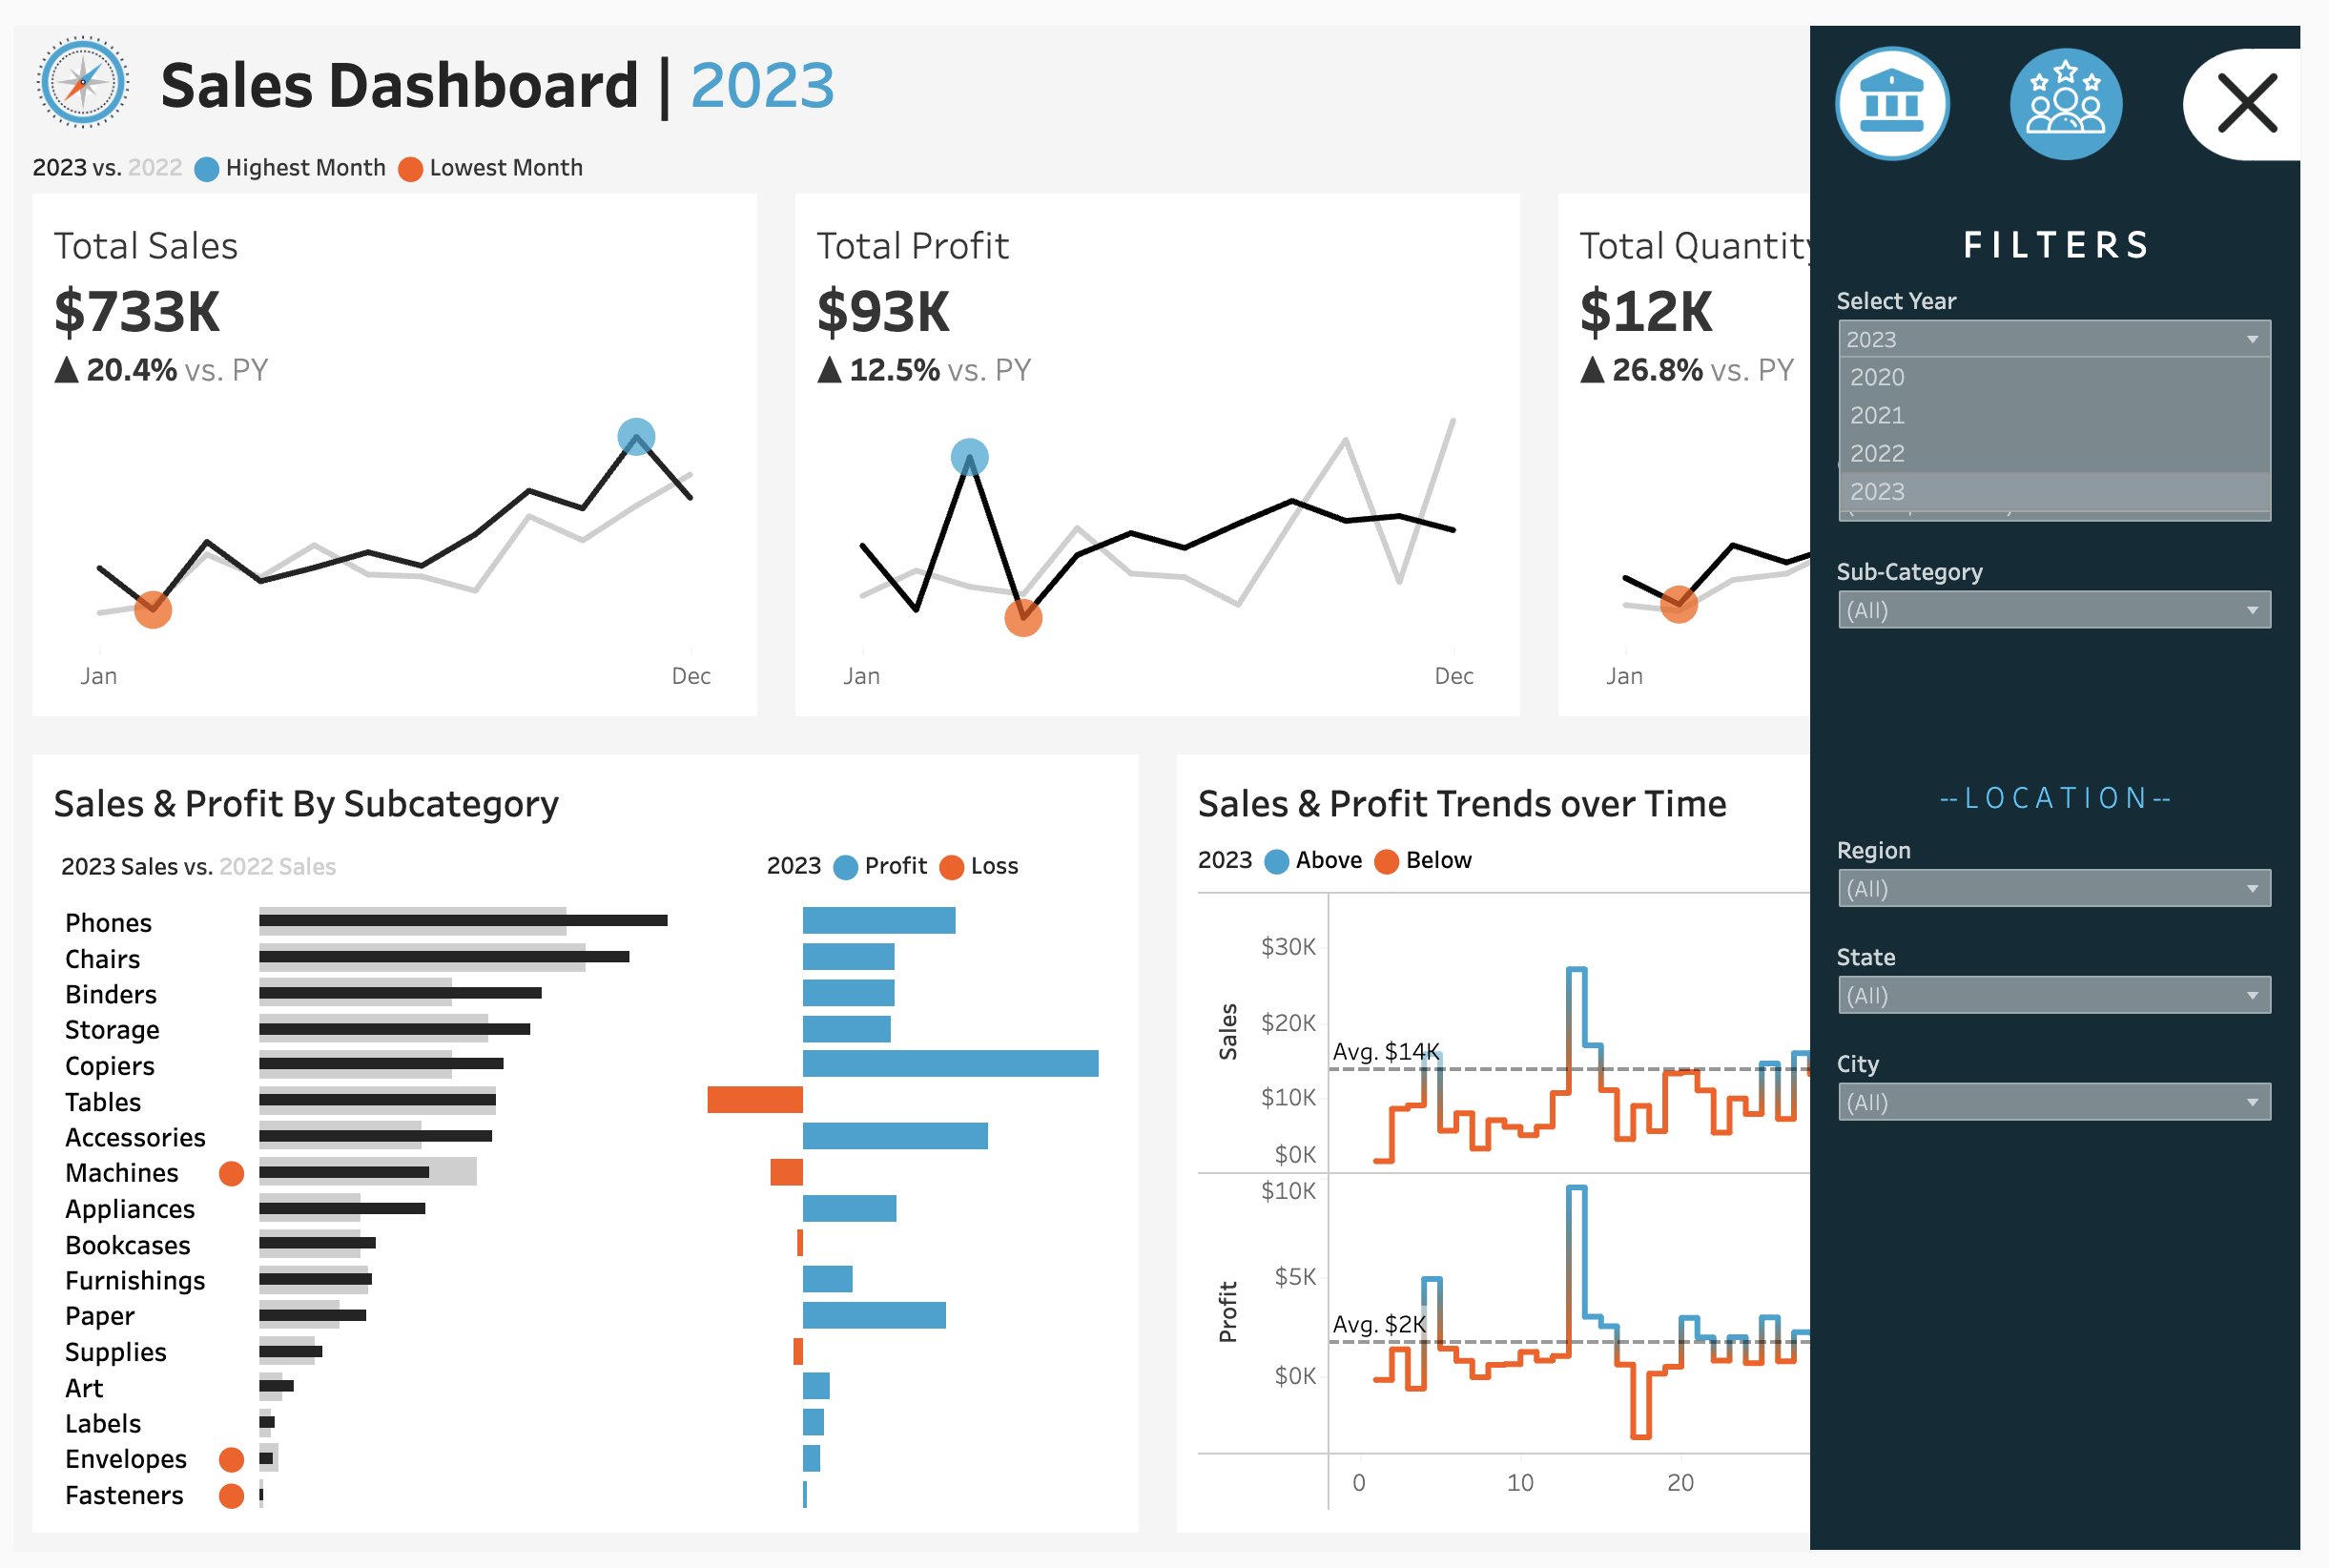 Sales Dashboard | 2023
2023 vs. 2022 Highest Month Lowest Month
Total Sales
$733K
▲ 20.4% vs. PY
Jan Dec
Total Profit
$93K
▲ 12.5% vs. PY
Jan Dec
Total Quantity
$12K
▲ 26.8% vs. PY
Jan
Sales & Profit By Subcategory
2023 Sales vs. 2022 Sales
2023 Profit Loss
Phones
Chairs
Binders
Storage
Copiers
Tables
Accessories
Machines
Appliances
Bookcases
Furnishings
Paper
Supplies
Art
Labels
Envelopes
Fasteners
Sales & Profit Trends over Time
2023 Above Below
Sales
$30K
$20K
Avg. $14K
$10K
$0K
Profit
$10K
$5K
Avg. $2K
$0K
0 10 20
FILTERS
Select Year
2023
2020
2021
2022
2023
Sub-Category
(All)
--LOCATION--
Region
(All)
State
(All)
City
(All)